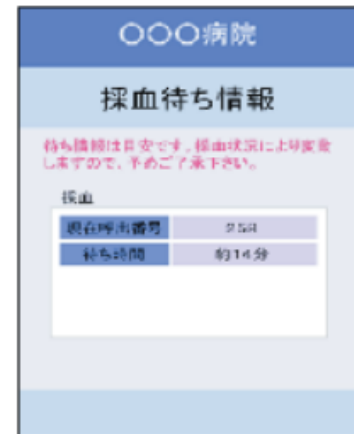 〇〇〇病院
採血待ち情報
待ち情報は目安です。採血状況により変動
しますので、予めご了承下さい。
採血
現在呼出番号
待ち時間 約14分